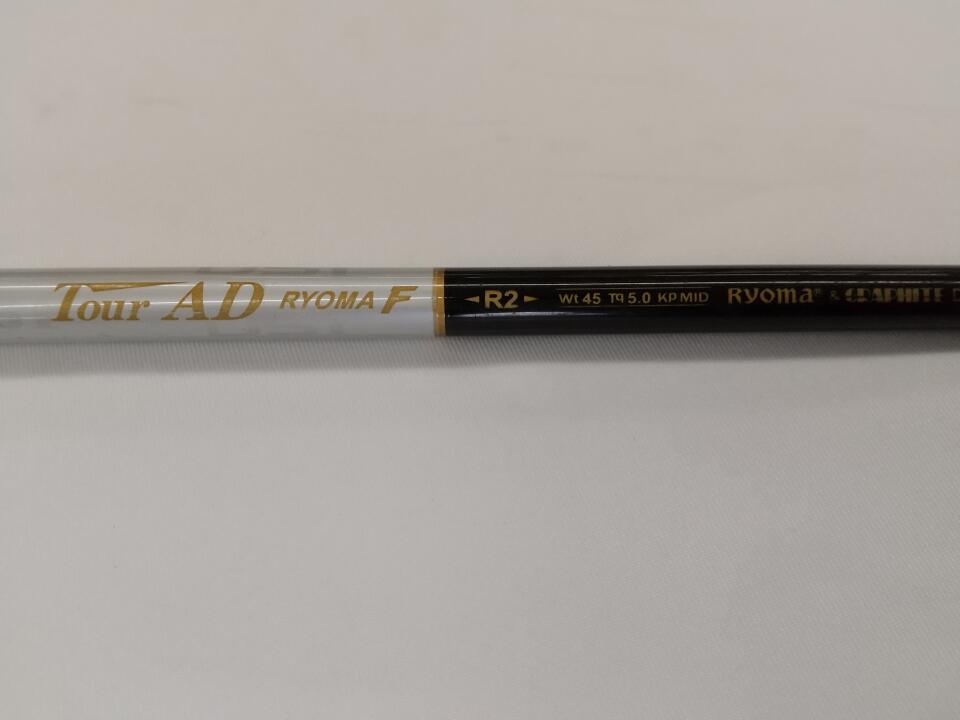 Tour AD RYOMA F ◄R2► Wt 45 Tq 5.0 KP MID RYOMA® & GRAPHITE D